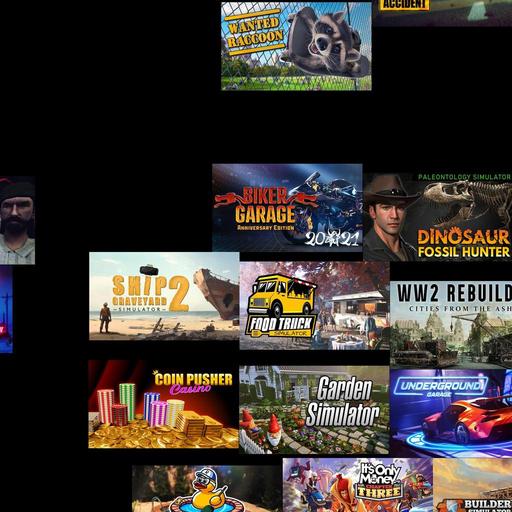 ACCIDENT
WANTED
RACCOON
BIKER
GARAGE
ANNIVERSARY EDITION
2021
PALEONTOLOGY SIMULATOR
DINOSAUR
FOSSIL HUNTER
SHIP
GRAVEYARD
SIMULATOR
2
FOOD TRUCK
SIMULATOR
WW2 REBUILD
CITIES FROM THE ASH
COIN PUSHER
Casino
Garden
Simulator
UNDERGROUND
GARAGE
It's Only
Money
CHAPTER
THREE
BUILDER
SIMULATOR